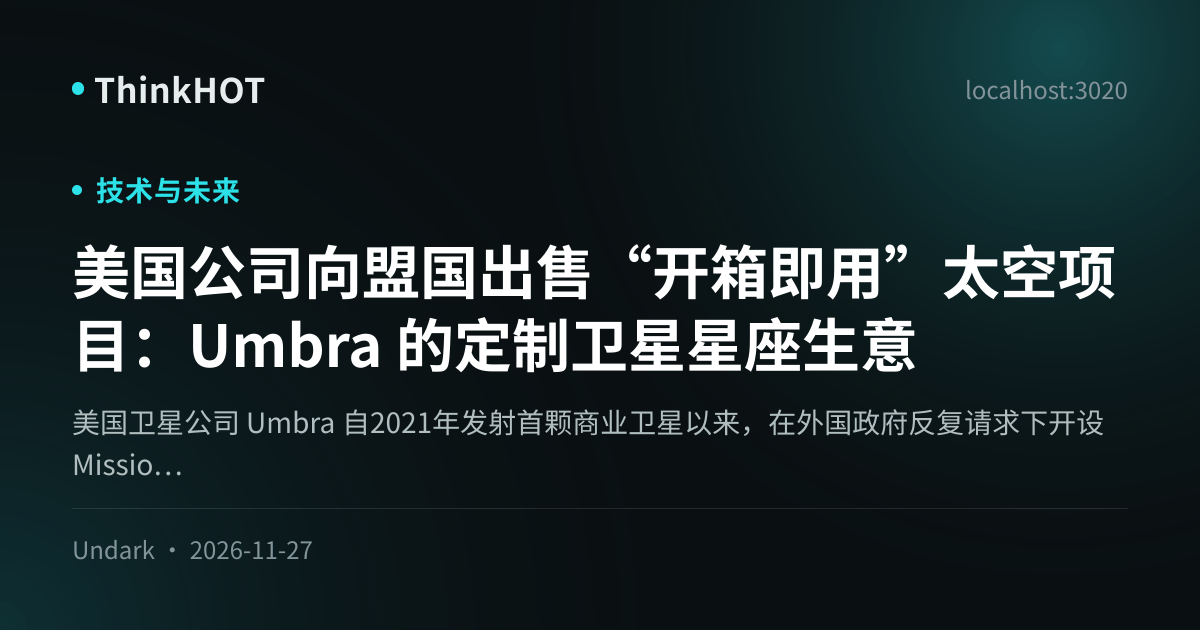 ThinkHOT
localhost:3020
技术与未来
美国公司向盟国出售“开箱即用”太空项
目：Umbra 的定制卫星星座生意
美国卫星公司 Umbra 自2021年发射首颗商业卫星以来，在外国政府反复请求下开设
Missio…
Undark · 2026-11-27